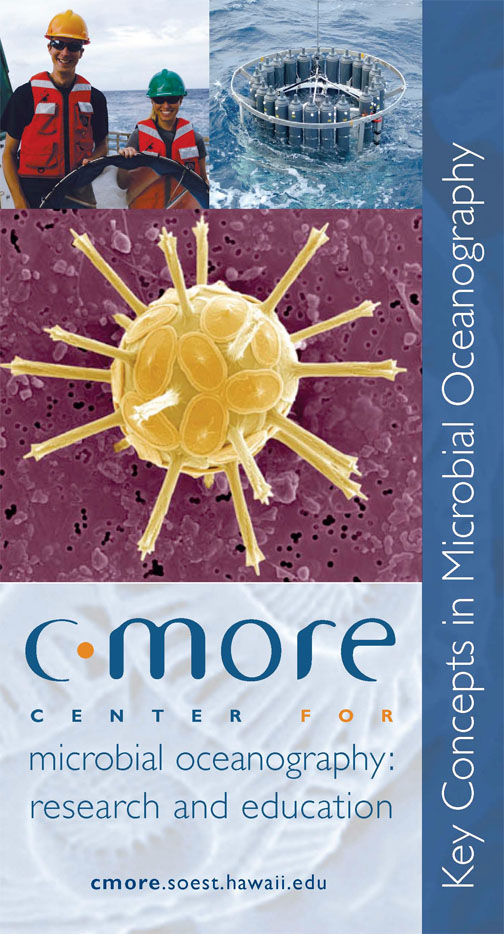 Key Concepts in Microbial Oceanography
c·more
CENTER FOR
microbial oceanography:
research and education
cmore.soest.hawaii.edu